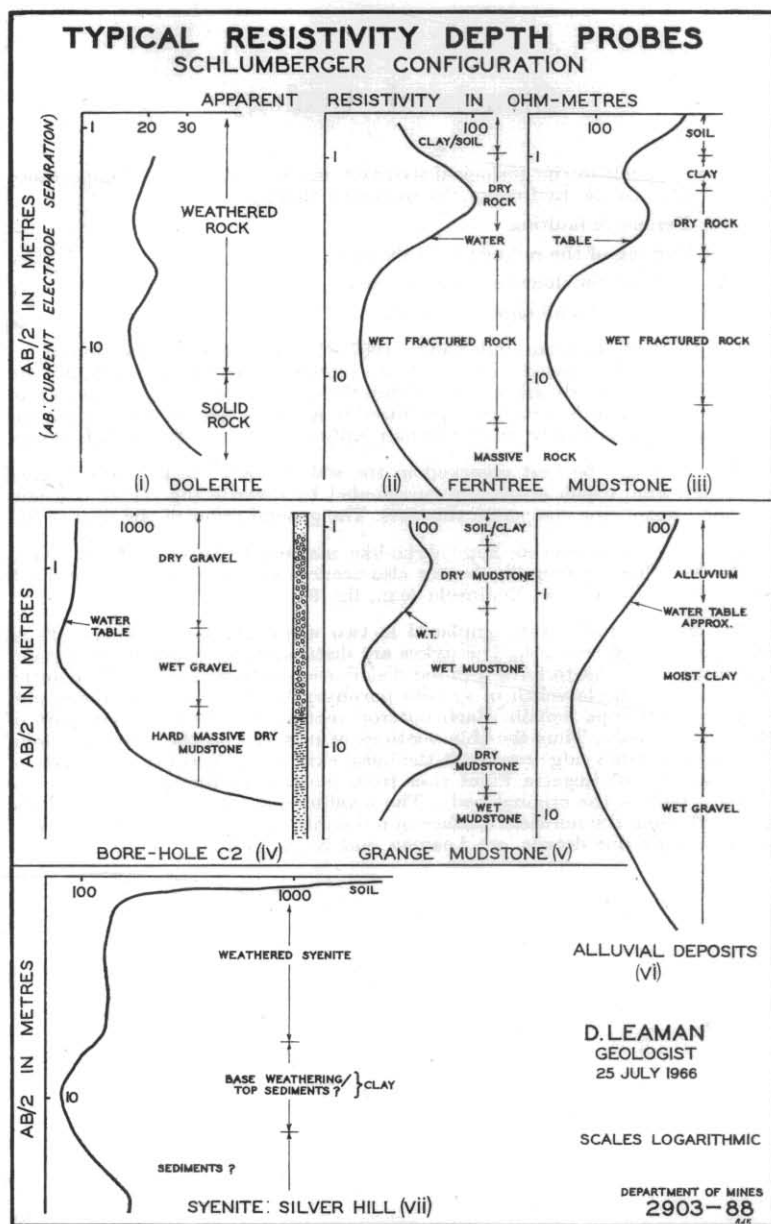 TYPICAL RESISTIVITY DEPTH PROBES
SCHLUMBERGER CONFIGURATION
APPARENT RESISTIVITY IN OHM-METRES
AB/2 IN METRES
(AB: CURRENT ELECTRODE SEPARATION)
1
20
30
10
WEATHERED ROCK
SOLID ROCK
(i) DOLERITE
100
CLAY/SOIL
1
DRY ROCK
WATER
WET FRACTURED ROCK
10
MASSIVE ROCK
(ii) FERNTREE MUDSTONE (iii)
100
SOIL
1
CLAY
DRY ROCK
TABLE
WET FRACTURED ROCK
10
AB/2 IN METRES
1000
1
DRY GRAVEL
WATER TABLE
WET GRAVEL
HARD MASSIVE DRY MUDSTONE
BORE-HOLE C2 (iv)
1
100
SOIL/CLAY
DRY MUDSTONE
W.T.
WET MUDSTONE
10
DRY MUDSTONE
WET MUDSTONE
GRANGE MUDSTONE (v)
100
ALLUVIUM
1
WATER TABLE APPROX.
MOIST CLAY
10
WET GRAVEL
ALLUVIAL DEPOSITS
(vi)
AB/2 IN METRES
100
1000
SOIL
WEATHERED SYENITE
10
BASE WEATHERING/
TOP SEDIMENTS ?
} CLAY
SEDIMENTS ?
SYENITE: SILVER HILL (vii)
D. LEAMAN
GEOLOGIST
25 JULY 1966
SCALES LOGARITHMIC
DEPARTMENT OF MINES
2903-88